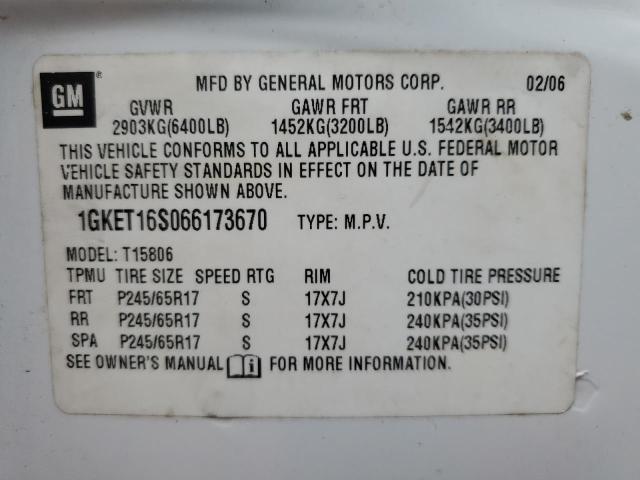 GM ®
MFD BY GENERAL MOTORS CORP. 02/06
GVWR GAWR FRT GAWR RR
2903KG(6400LB) 1452KG(3200LB) 1542KG(3400LB)
THIS VEHICLE CONFORMS TO ALL APPLICABLE U.S. FEDERAL MOTOR
VEHICLE SAFETY STANDARDS IN EFFECT ON THE DATE OF
MANUFACTURE SHOWN ABOVE.
1GKET16S066173670 TYPE: M.P.V.
MODEL: T15806
TPMU TIRE SIZE SPEED RTG RIM COLD TIRE PRESSURE
FRT P245/65R17 S 17X7J 210KPA(30PSI)
RR P245/65R17 S 17X7J 240KPA(35PSI)
SPA P245/65R17 S 17X7J 240KPA(35PSI)
SEE OWNER'S MANUAL FOR MORE INFORMATION.